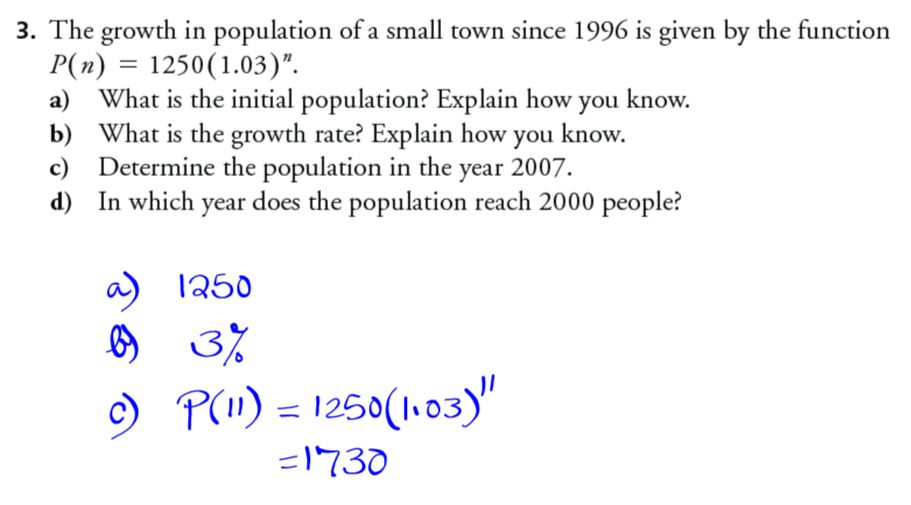 3. The growth in population of a small town since 1996 is given by the function
P(n) = 1250(1.03)ⁿ.
a) What is the initial population? Explain how you know.
b) What is the growth rate? Explain how you know.
c) Determine the population in the year 2007.
d) In which year does the population reach 2000 people?
a) 1250
b) 3%
c) P(11) = 1250(1.03)¹¹
=1730